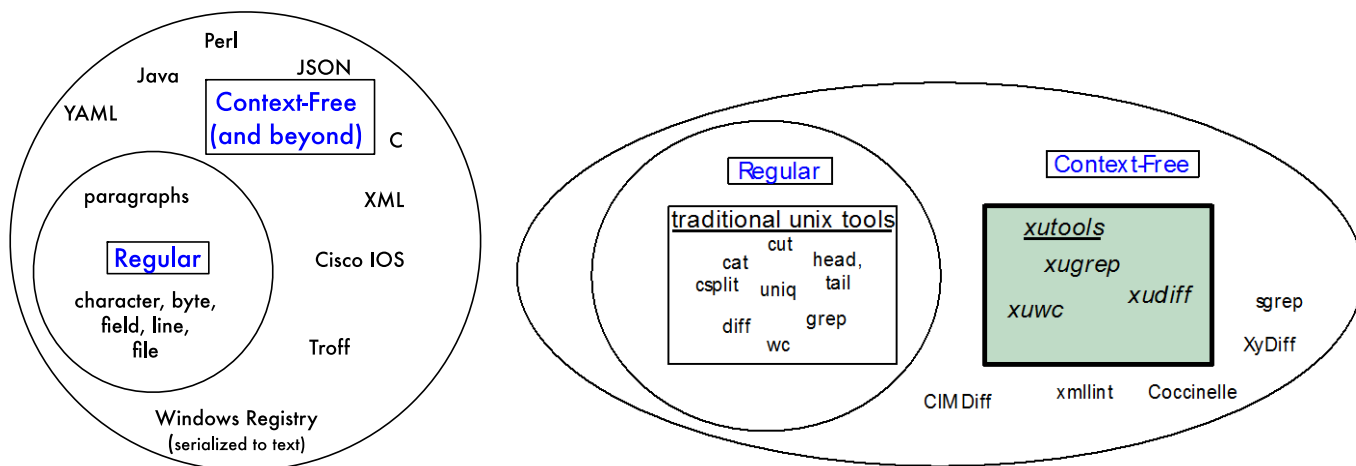 Perl
Java
JSON
YAML
Context-Free
(and beyond)
C
paragraphs
XML
Regular
Cisco IOS
character, byte,
field, line,
file
Troff
Windows Registry
(serialized to text)
Regular
Context-Free
traditional unix tools
cut
cat
head,
tail
csplit
uniq
diff
grep
wc
xutools
xugrep
xudiff
xuwc
sgrep
XyDiff
CIMDiff
xmllint
Coccinelle